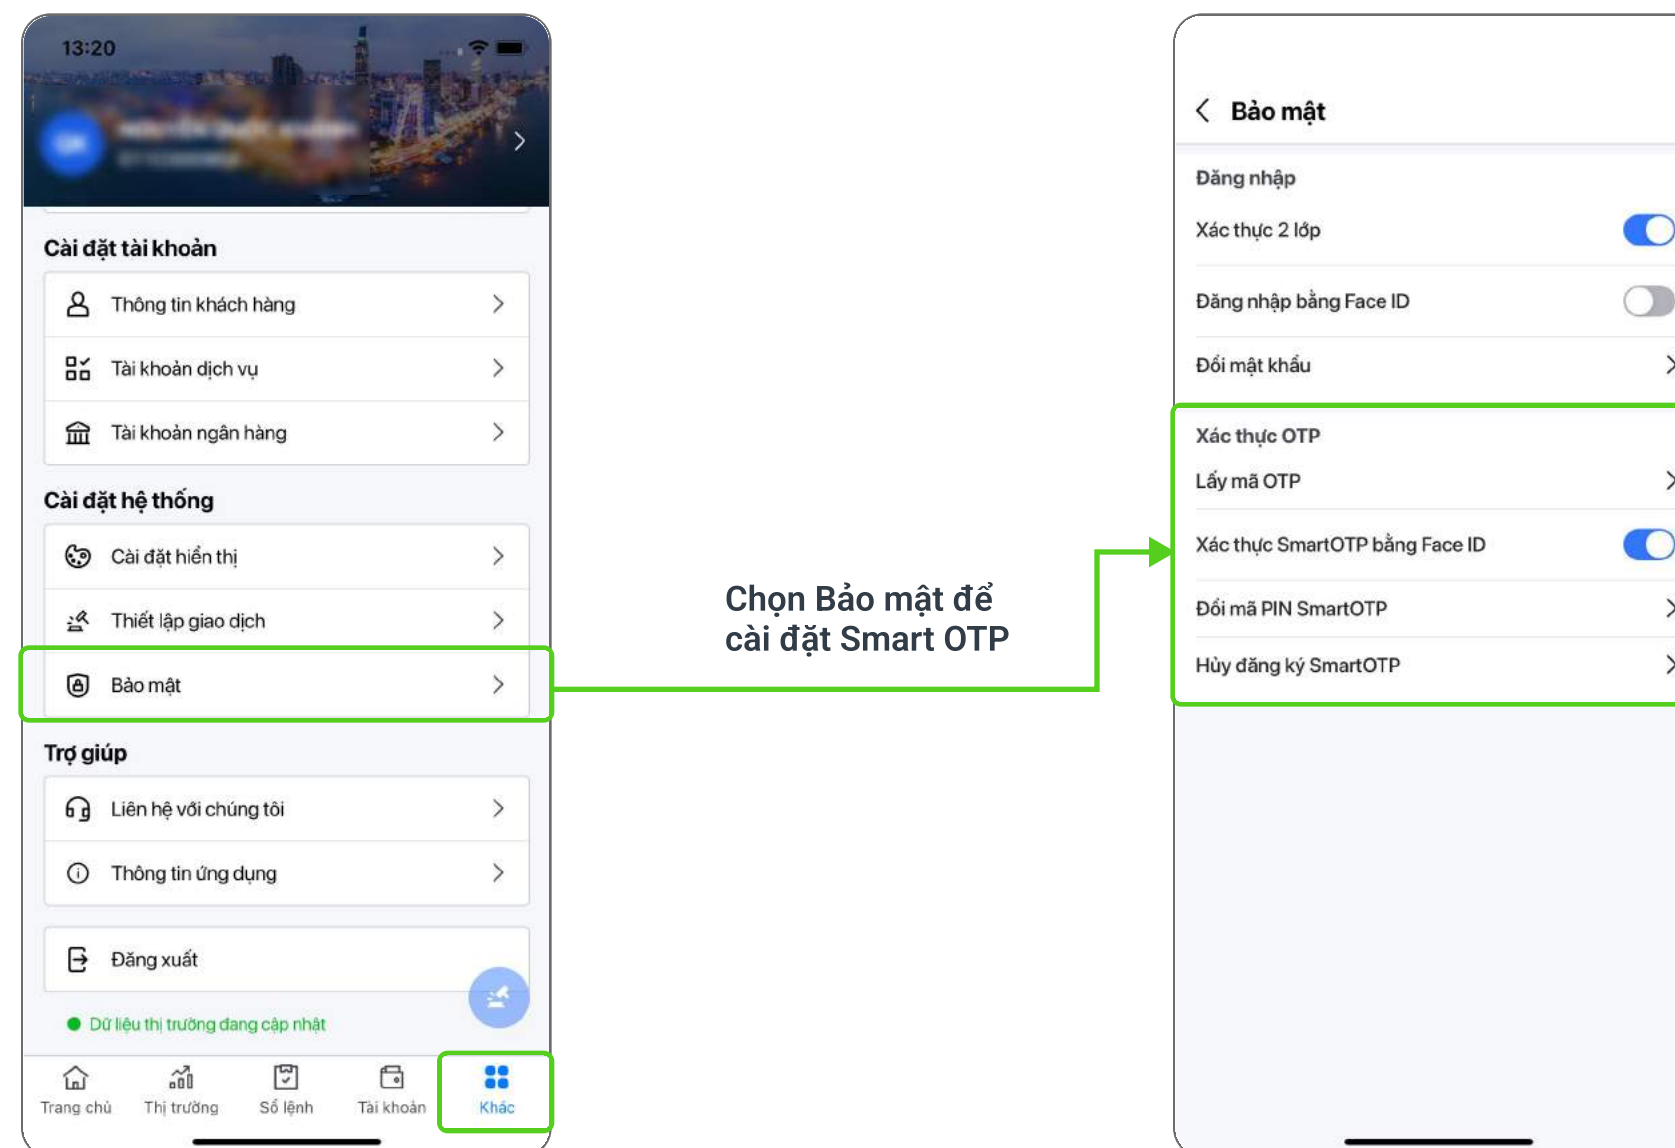 13:20
Cài đặt tài khoản
Thông tin khách hàng
Tài khoản dịch vụ
Tài khoản ngân hàng
Cài đặt hệ thống
Cài đặt hiển thị
Thiết lập giao dịch
Bảo mật
Trợ giúp
Liên hệ với chúng tôi
Thông tin ứng dụng
Đăng xuất
Dữ liệu thị trường đang cập nhật
Trang chủ
Thị trường
Sổ lệnh
Tài khoản
Khác
Chọn Bảo mật để
cài đặt Smart OTP
Bảo mật
Đăng nhập
Xác thực 2 lớp
Đăng nhập bằng Face ID
Đổi mật khẩu
Xác thực OTP
Lấy mã OTP
Xác thực SmartOTP bằng Face ID
Đổi mã PIN SmartOTP
Hủy đăng ký SmartOTP